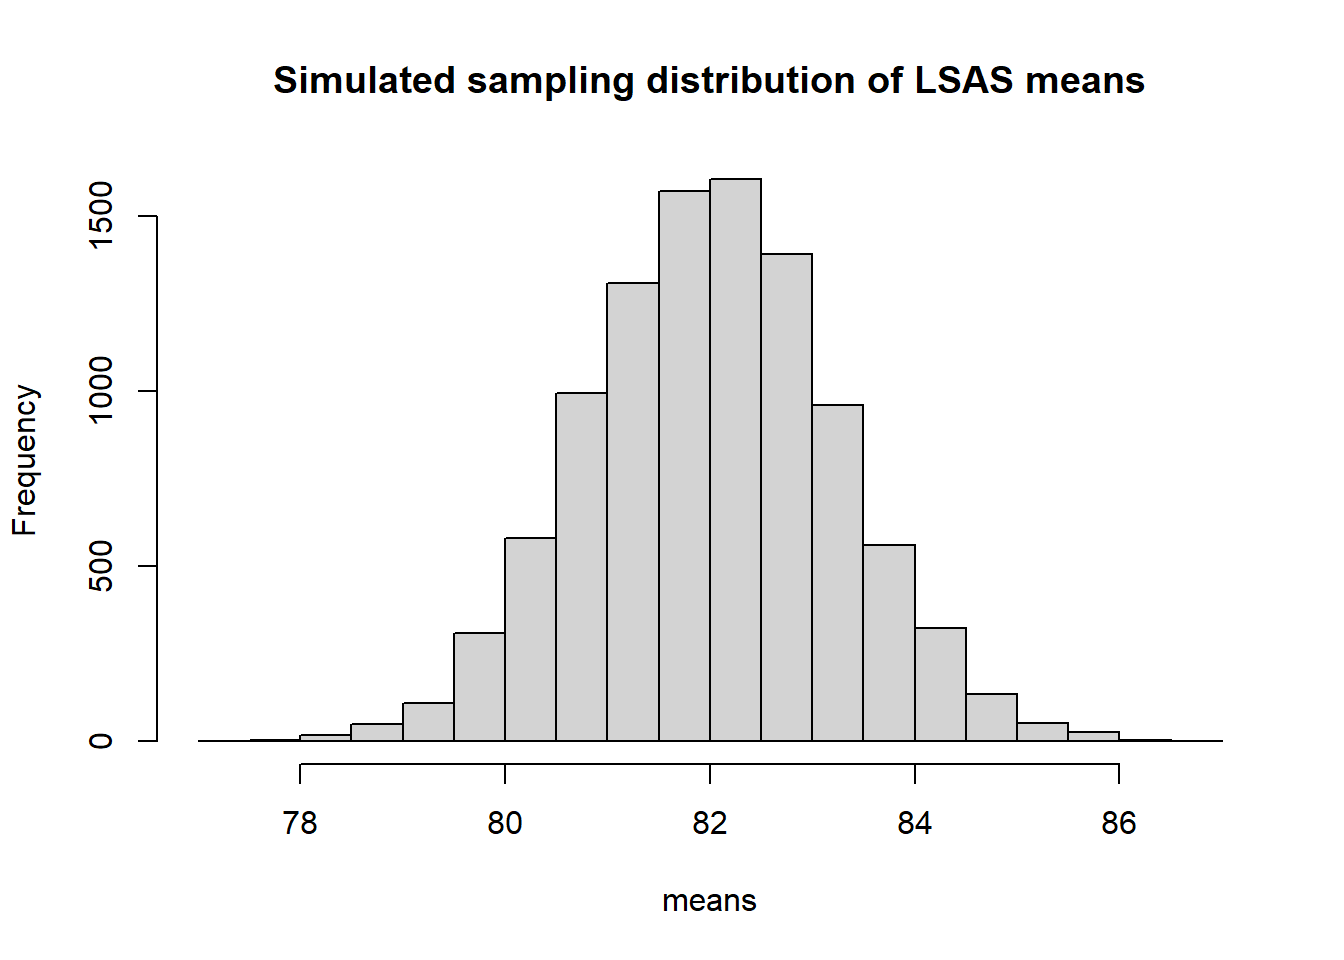 Simulated sampling distribution of LSAS means
Frequency
1500
1000
500
0
78 80 82 84 86
means